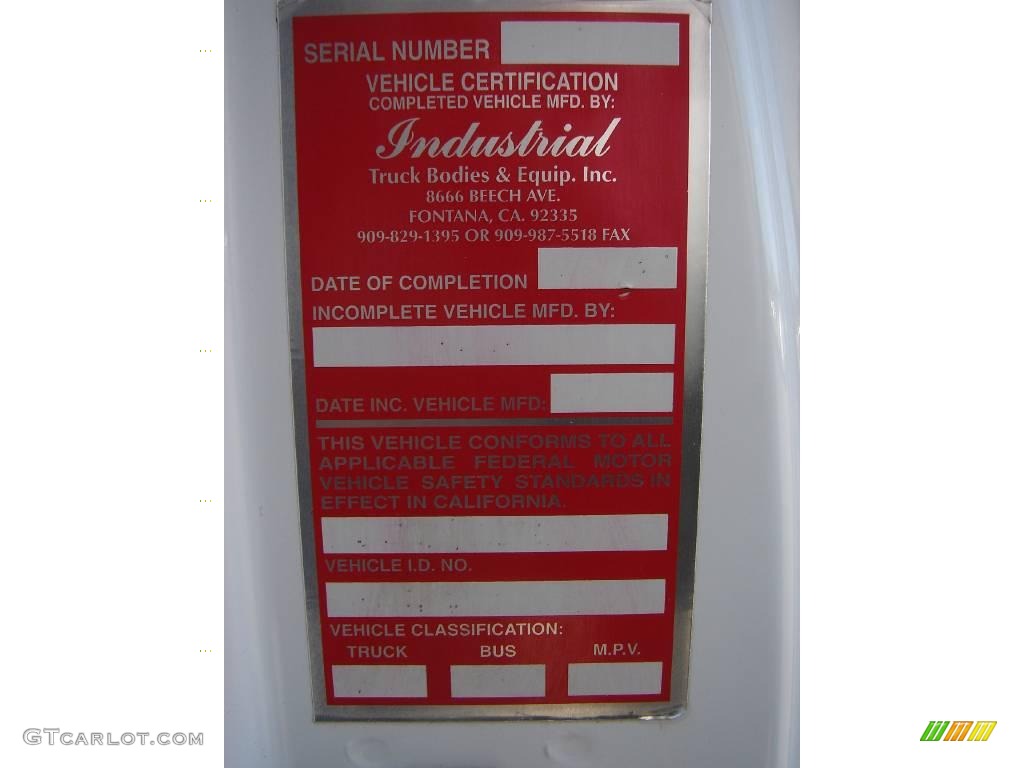 SERIAL NUMBER
VEHICLE CERTIFICATION
COMPLETED VEHICLE MFD. BY:
Industrial
Truck Bodies & Equip. Inc.
8666 BEECH AVE.
FONTANA, CA. 92335
909-829-1395 OR 909-987-5518 FAX
DATE OF COMPLETION
INCOMPLETE VEHICLE MFD. BY:
DATE INC. VEHICLE MFD:
THIS VEHICLE CONFORMS TO ALL
APPLICABLE FEDERAL MOTOR
VEHICLE SAFETY STANDARDS IN
EFFECT IN CALIFORNIA.
VEHICLE I.D. NO.
VEHICLE CLASSIFICATION:
TRUCK BUS M.P.V.
GTCARLOT.COM